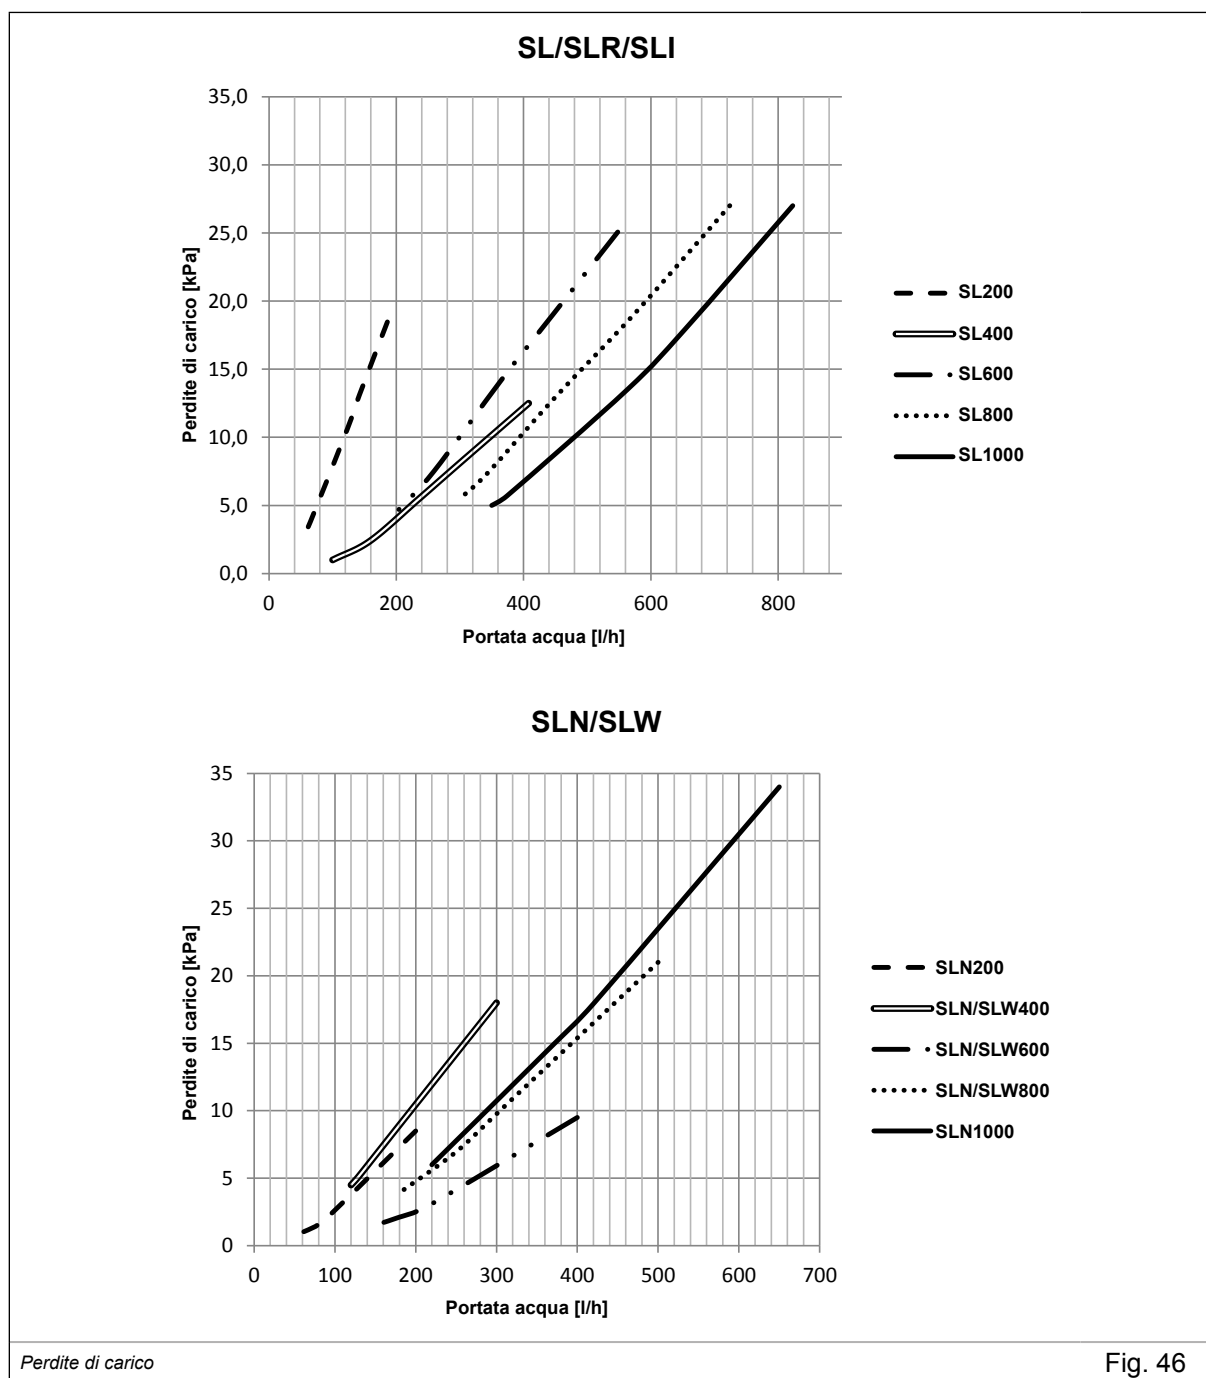 SL/SLR/SLI
35,0
30,0
25,0
20,0
15,0
10,0
5,0
0,0
Perdite di carico [kPa]
0 200 400 600 800
Portata acqua [l/h]
SL200
SL400
SL600
SL800
SL1000
SLN/SLW
35
30
25
20
15
10
5
0
Perdite di carico [kPa]
0 100 200 300 400 500 600 700
Portata acqua [l/h]
SLN200
SLN/SLW400
SLN/SLW600
SLN/SLW800
SLN1000
Perdite di carico
Fig. 46